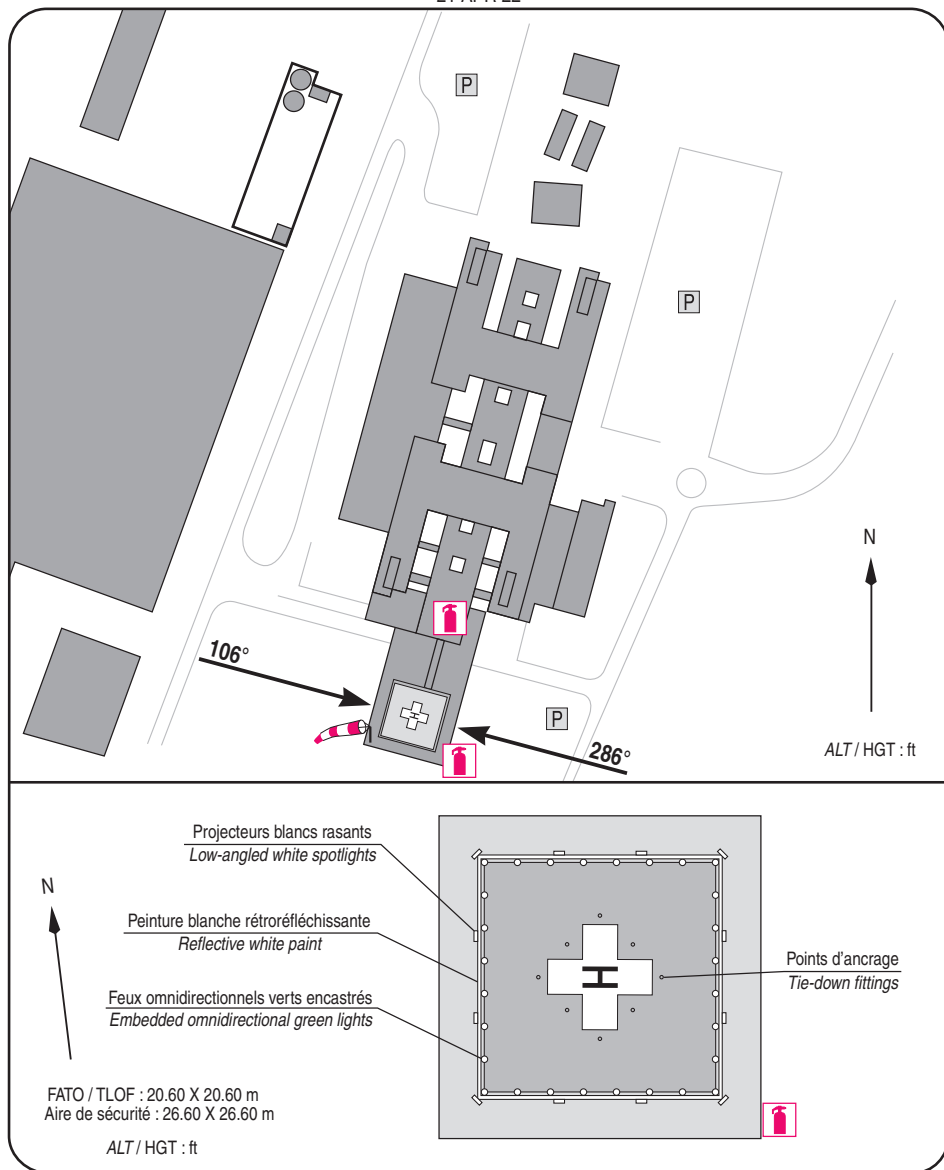 P
P
N
106°
P
286°
ALT / HGT : ft
Projecteurs blancs rasants
Low-angled white spotlights
N
Peinture blanche rétroréfléchissante
Reflective white paint
Points d'ancrage
Tie-down fittings
Feux omnidirectionnels verts encastrés
Embedded omnidirectional green lights
H
FATO / TLOF : 20.60 X 20.60 m
Aire de sécurité : 26.60 X 26.60 m
ALT / HGT : ft